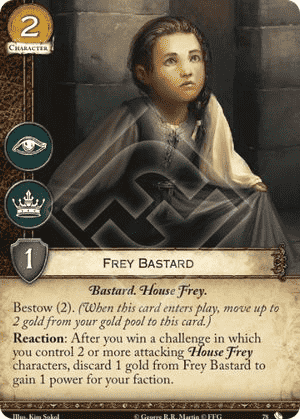 2
CHARACTER
1
FREY BASTARD
Bastard. House Frey.
Bestow (2). (When this card enters play, move up to
2 gold from your gold pool to this card.)
Reaction: After you win a challenge in which
you control 2 or more attacking House Frey
characters, discard 1 gold from Frey Bastard to
gain 1 power for your faction.
Illus. Kim Sokol © George R.R. Martin © FFG 78